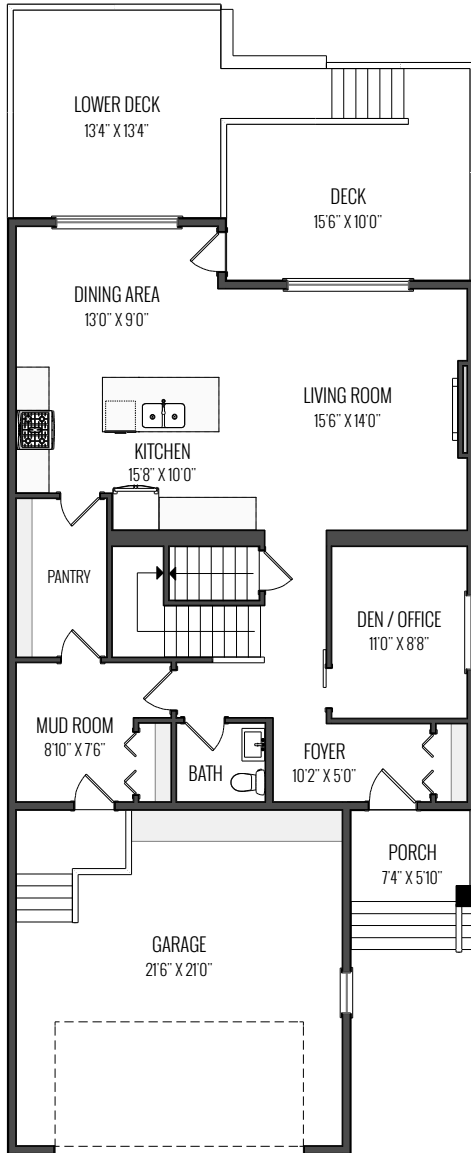 LOWER DECK
13'4" X 13'4"
DECK
15'6" X 10'0"
DINING AREA
13'0" X 9'0"
LIVING ROOM
15'6" X 14'0"
KITCHEN
15'8" X 10'0"
PANTRY
DEN / OFFICE
11'0" X 8'8"
MUD ROOM
8'10" X 7'6"
BATH
FOYER
10'2" X 5'0"
PORCH
7'4" X 5'10"
GARAGE
21'6" X 21'0"